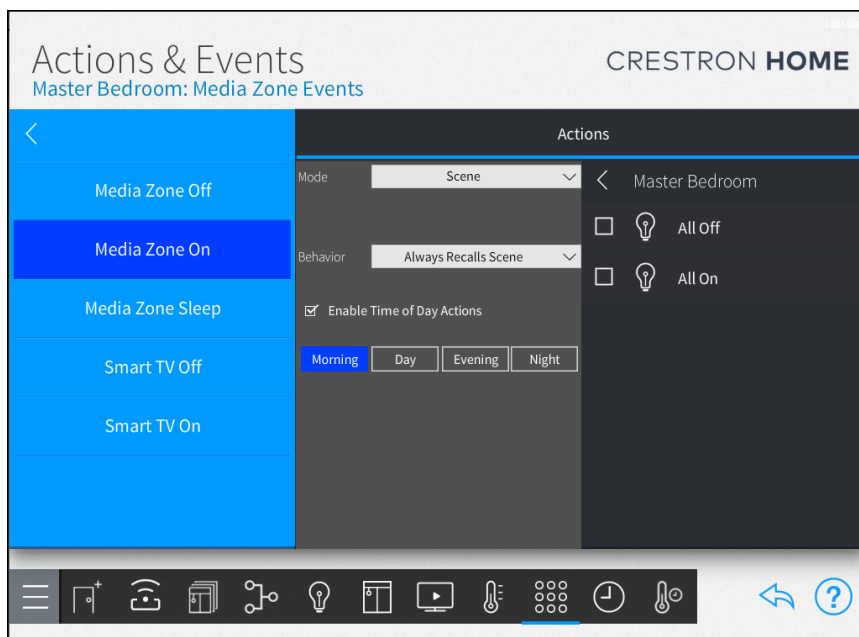 Actions & Events
CRESTRON HOME
Master Bedroom: Media Zone Events
Actions
Media Zone Off
Media Zone On
Media Zone Sleep
Smart TV Off
Smart TV On
Mode
Scene
Behavior
Always Recalls Scene
Enable Time of Day Actions
Morning
Day
Evening
Night
Master Bedroom
All Off
All On
?